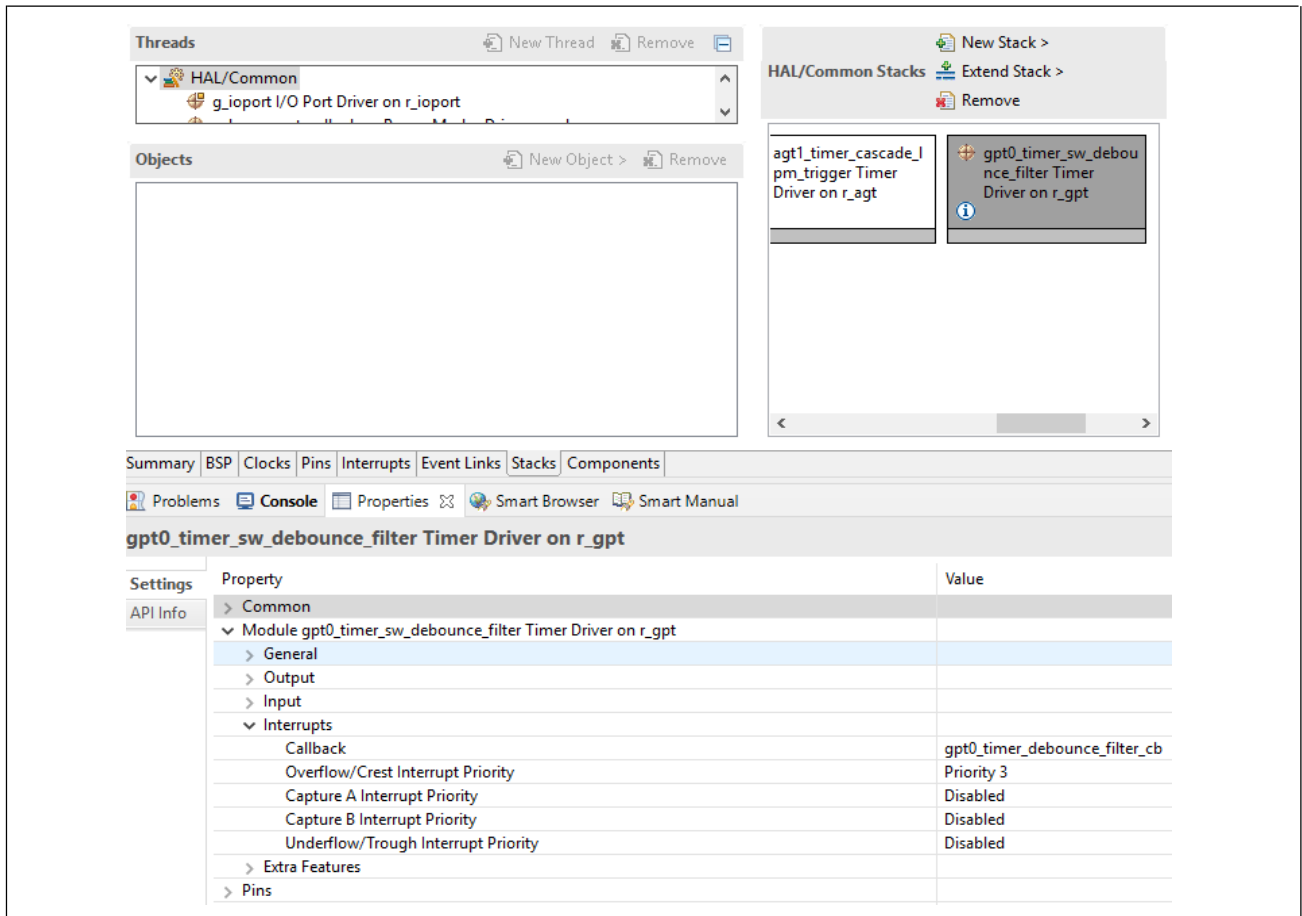 Threads
New Thread
Remove
HAL/Common
g_ioport I/O Port Driver on r_ioport
Objects
New Object >
Remove
HAL/Common Stacks
New Stack >
Extend Stack >
Remove
agt1_timer_cascade_l
pm_trigger Timer
Driver on r_agt
gpt0_timer_sw_debou
nce_filter Timer
Driver on r_gpt
Summary BSP Clocks Pins Interrupts Event Links Stacks Components
Problems Console Properties Smart Browser Smart Manual
gpt0_timer_sw_debounce_filter Timer Driver on r_gpt
Settings
API Info
Property Value
Common
Module gpt0_timer_sw_debounce_filter Timer Driver on r_gpt
General
Output
Input
Interrupts
Callback gpt0_timer_debounce_filter_cb
Overflow/Crest Interrupt Priority Priority 3
Capture A Interrupt Priority Disabled
Capture B Interrupt Priority Disabled
Underflow/Trough Interrupt Priority Disabled
Extra Features
Pins